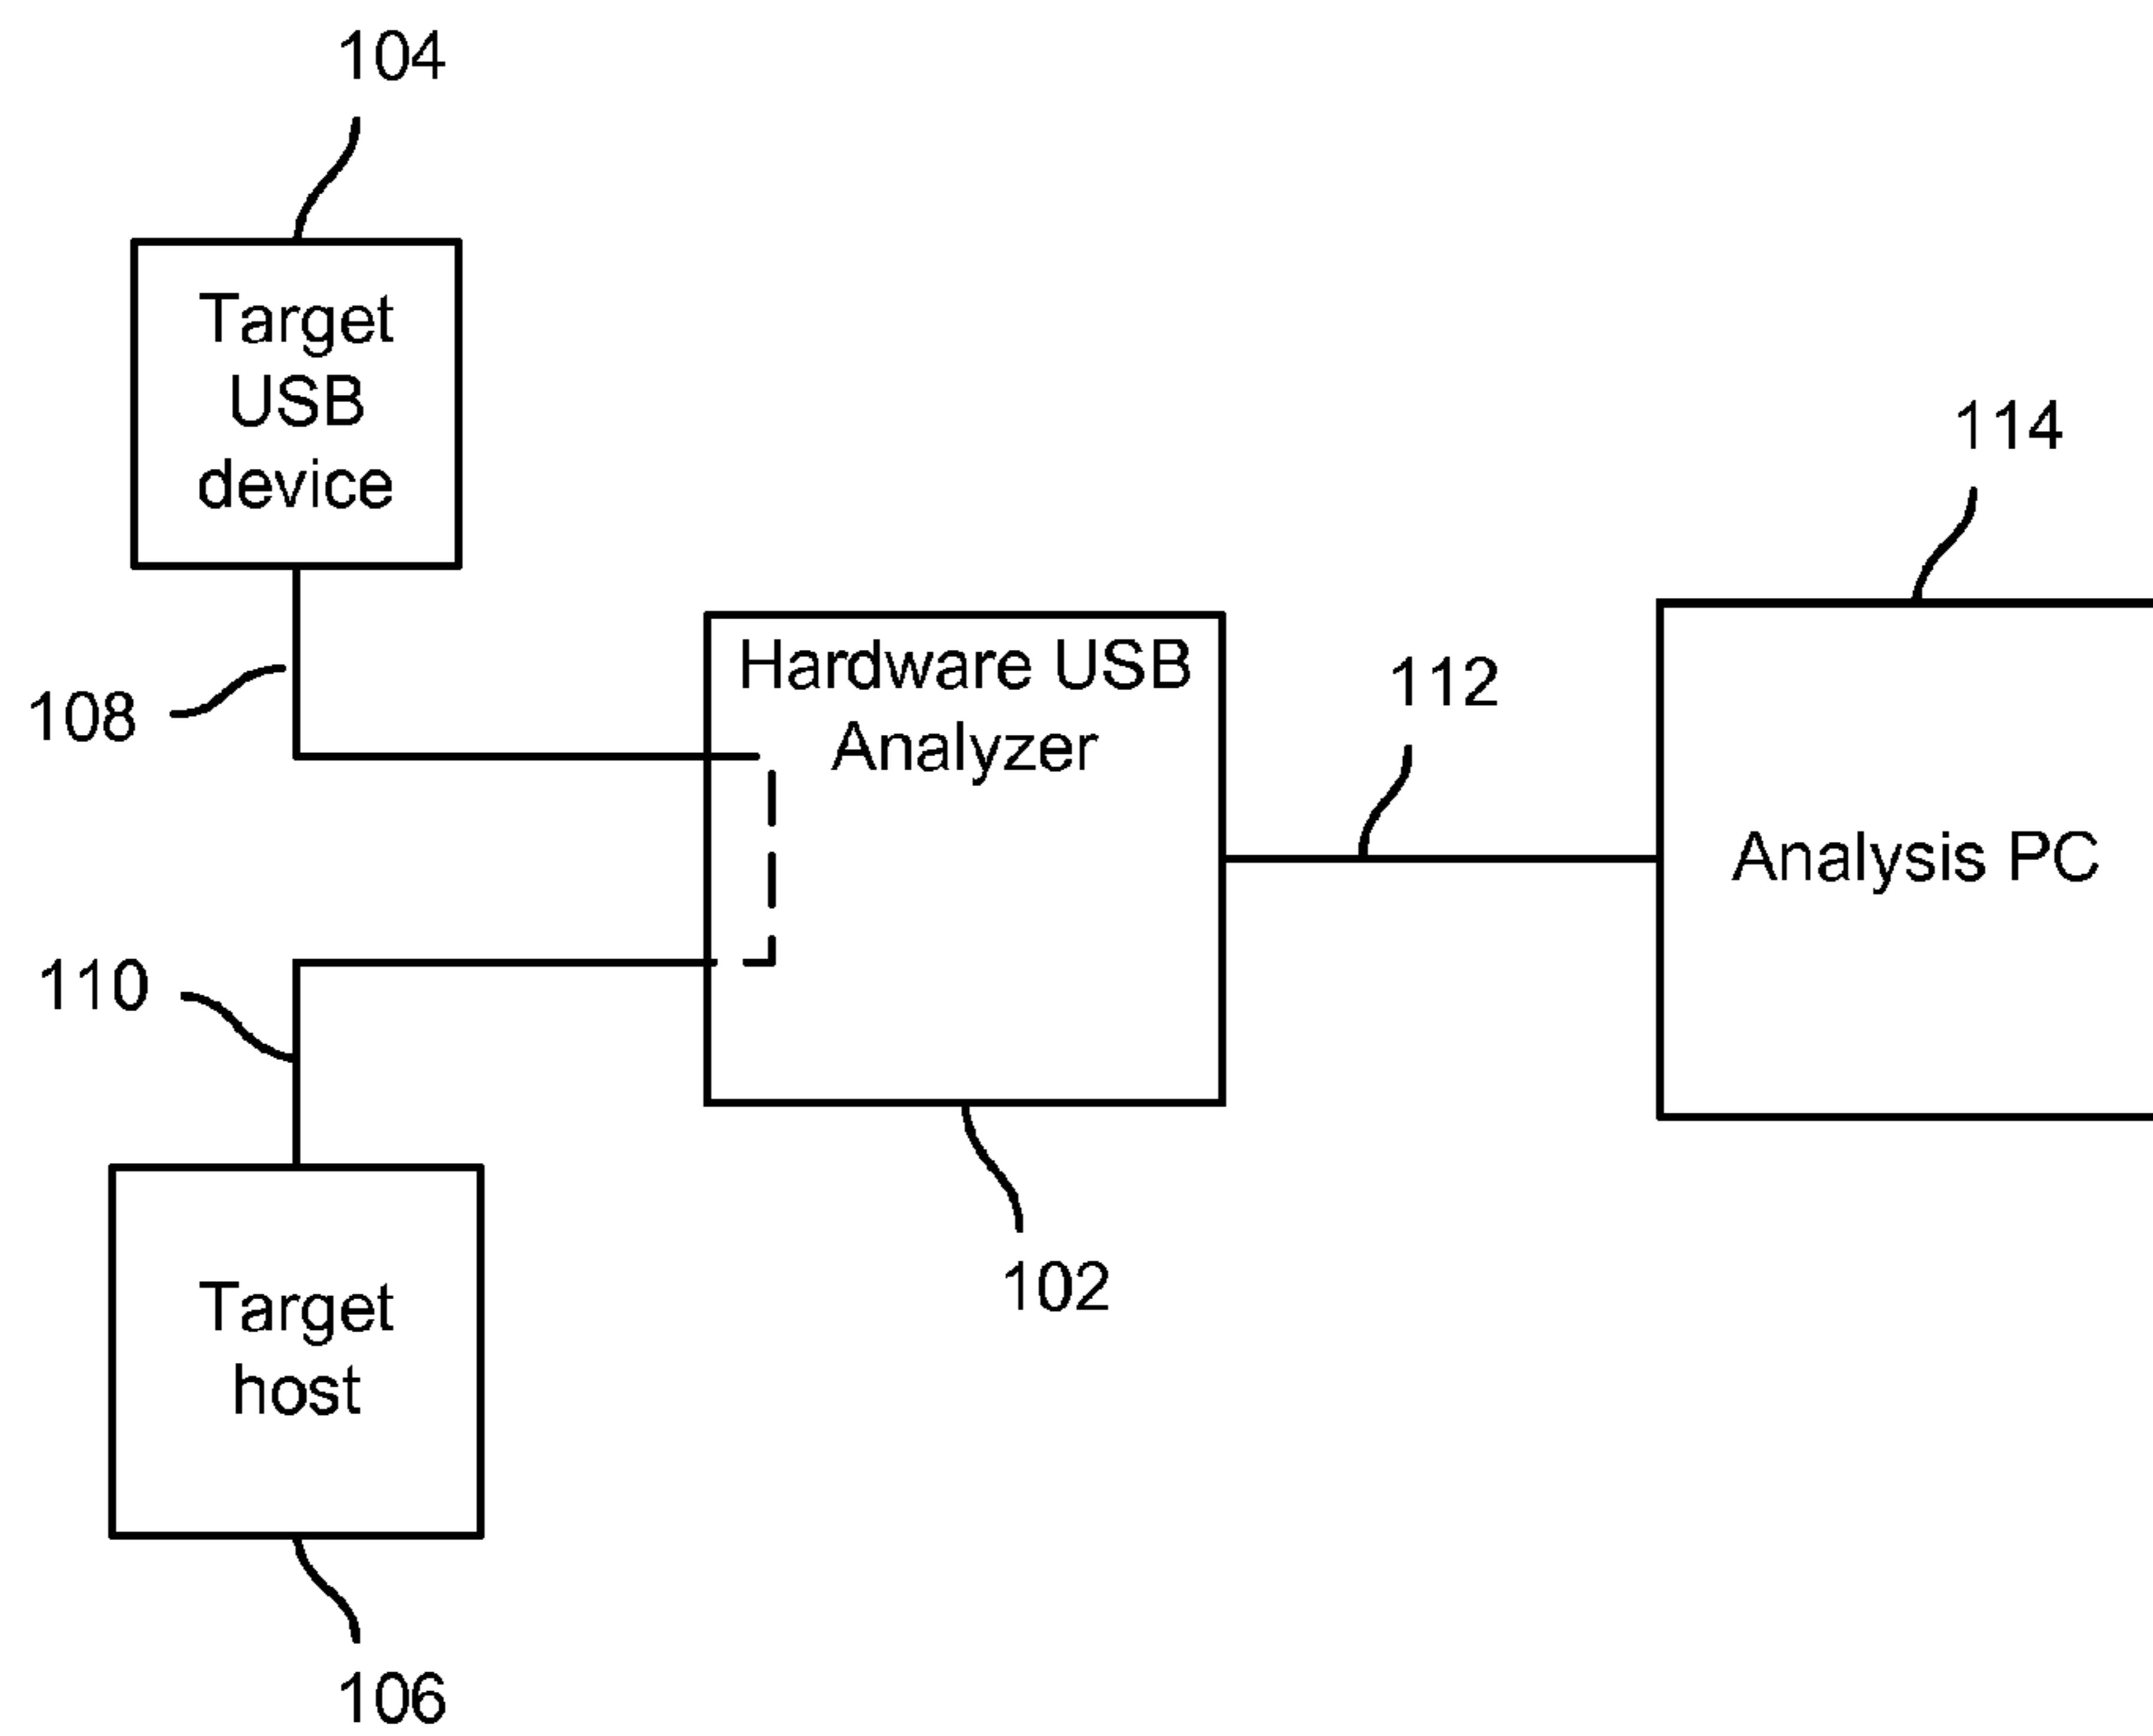 104
Target
USB
device
114
Hardware USB
Analyzer
112
108
Analysis PC
110
102
Target
host
106